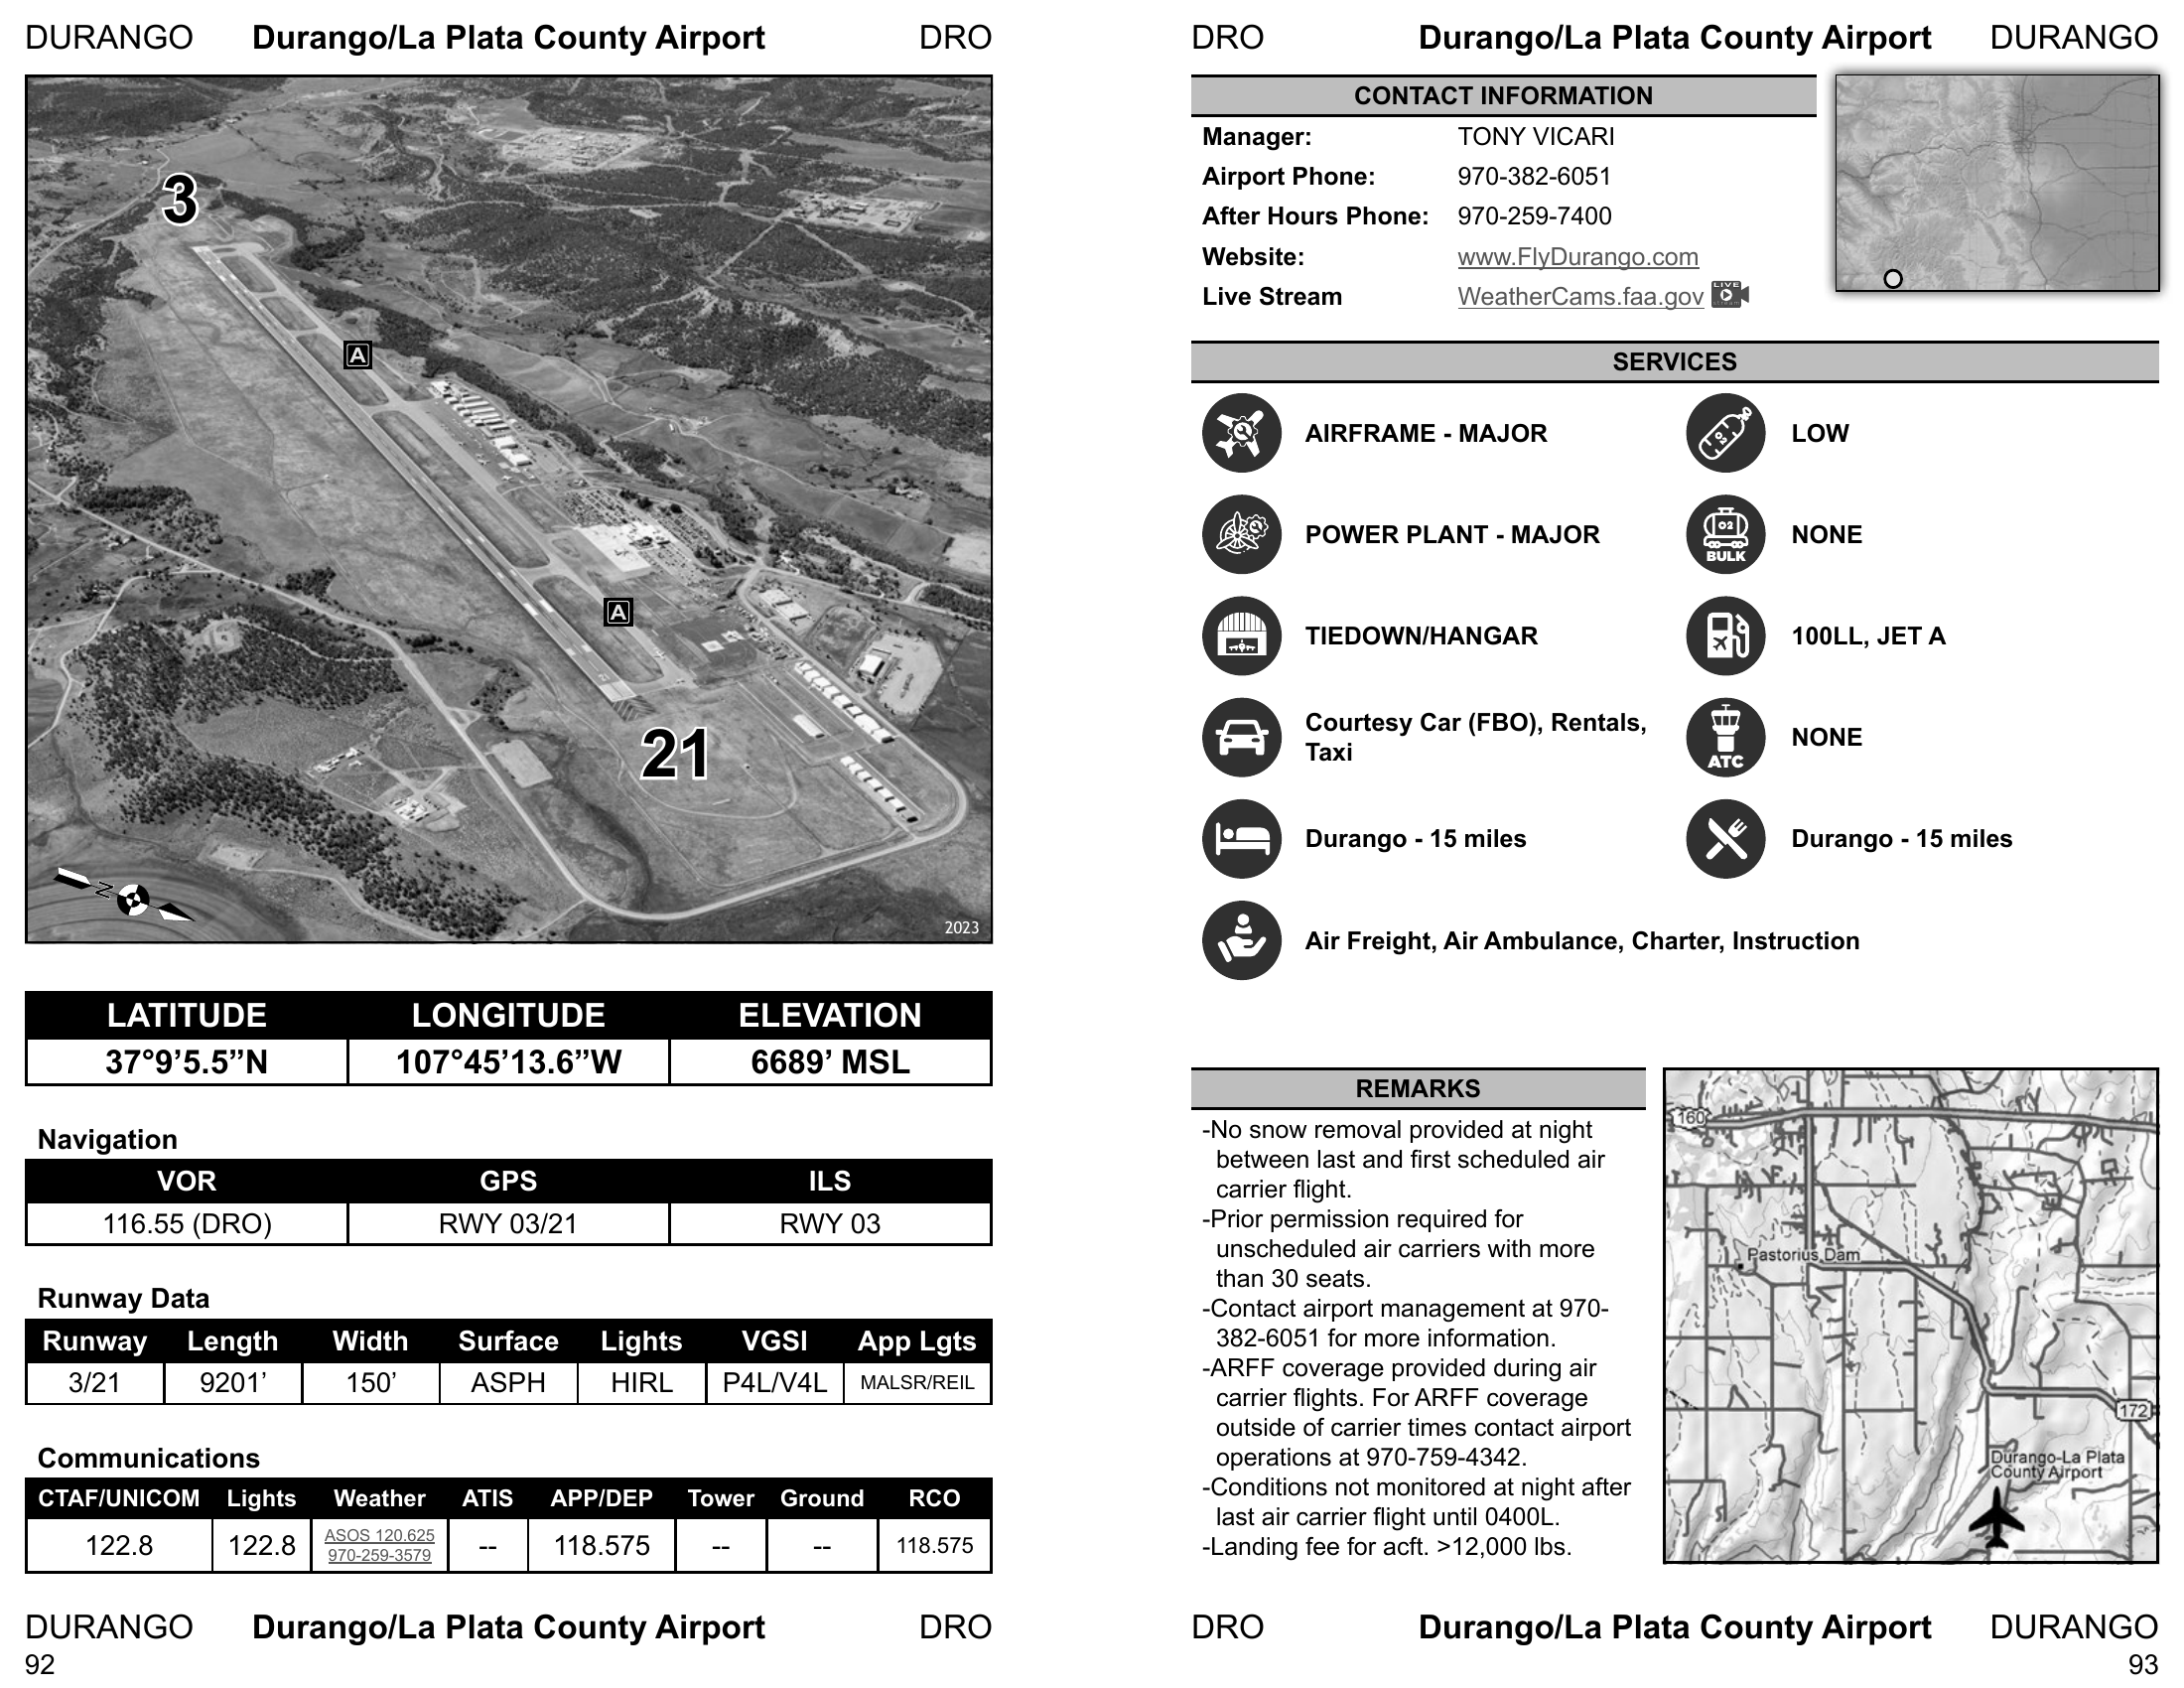 DURANGO Durango/La Plata County Airport DRO
3
A
A
21
N
2023
LATITUDE LONGITUDE ELEVATION
37°9’5.5”N 107°45’13.6”W 6689’ MSL
Navigation
VOR GPS ILS
116.55 (DRO) RWY 03/21 RWY 03
Runway Data
Runway Length Width Surface Lights VGSI App Lgts
3/21 9201’ 150’ ASPH HIRL P4L/V4L MALSR/REIL
Communications
CTAF/UNICOM Lights Weather ATIS APP/DEP Tower Ground RCO
122.8 122.8 ASOS 120.625 -- 118.575 -- -- 118.575
970-259-3579
DURANGO Durango/La Plata County Airport DRO
92
DRO Durango/La Plata County Airport DURANGO
CONTACT INFORMATION
Manager: TONY VICARI
Airport Phone: 970-382-6051
After Hours Phone: 970-259-7400
Website: www.FlyDurango.com
Live Stream WeatherCams.faa.gov LIVE
SERVICES
AIRFRAME - MAJOR O2 LOW
POWER PLANT - MAJOR O2 BULK NONE
TIEDOWN/HANGAR 100LL, JET A
Courtesy Car (FBO), Rentals,
Taxi
ATC NONE
Durango - 15 miles Durango - 15 miles
Air Freight, Air Ambulance, Charter, Instruction
REMARKS
-No snow removal provided at night
between last and first scheduled air
carrier flight.
-Prior permission required for
unscheduled air carriers with more
than 30 seats.
-Contact airport management at 970-
382-6051 for more information.
-ARFF coverage provided during air
carrier flights. For ARFF coverage
outside of carrier times contact airport
operations at 970-759-4342.
-Conditions not monitored at night after
last air carrier flight until 0400L.
-Landing fee for acft. >12,000 lbs.
160
Pastorius Dam
172
Durango-La Plata
County Airport
DRO Durango/La Plata County Airport DURANGO
93